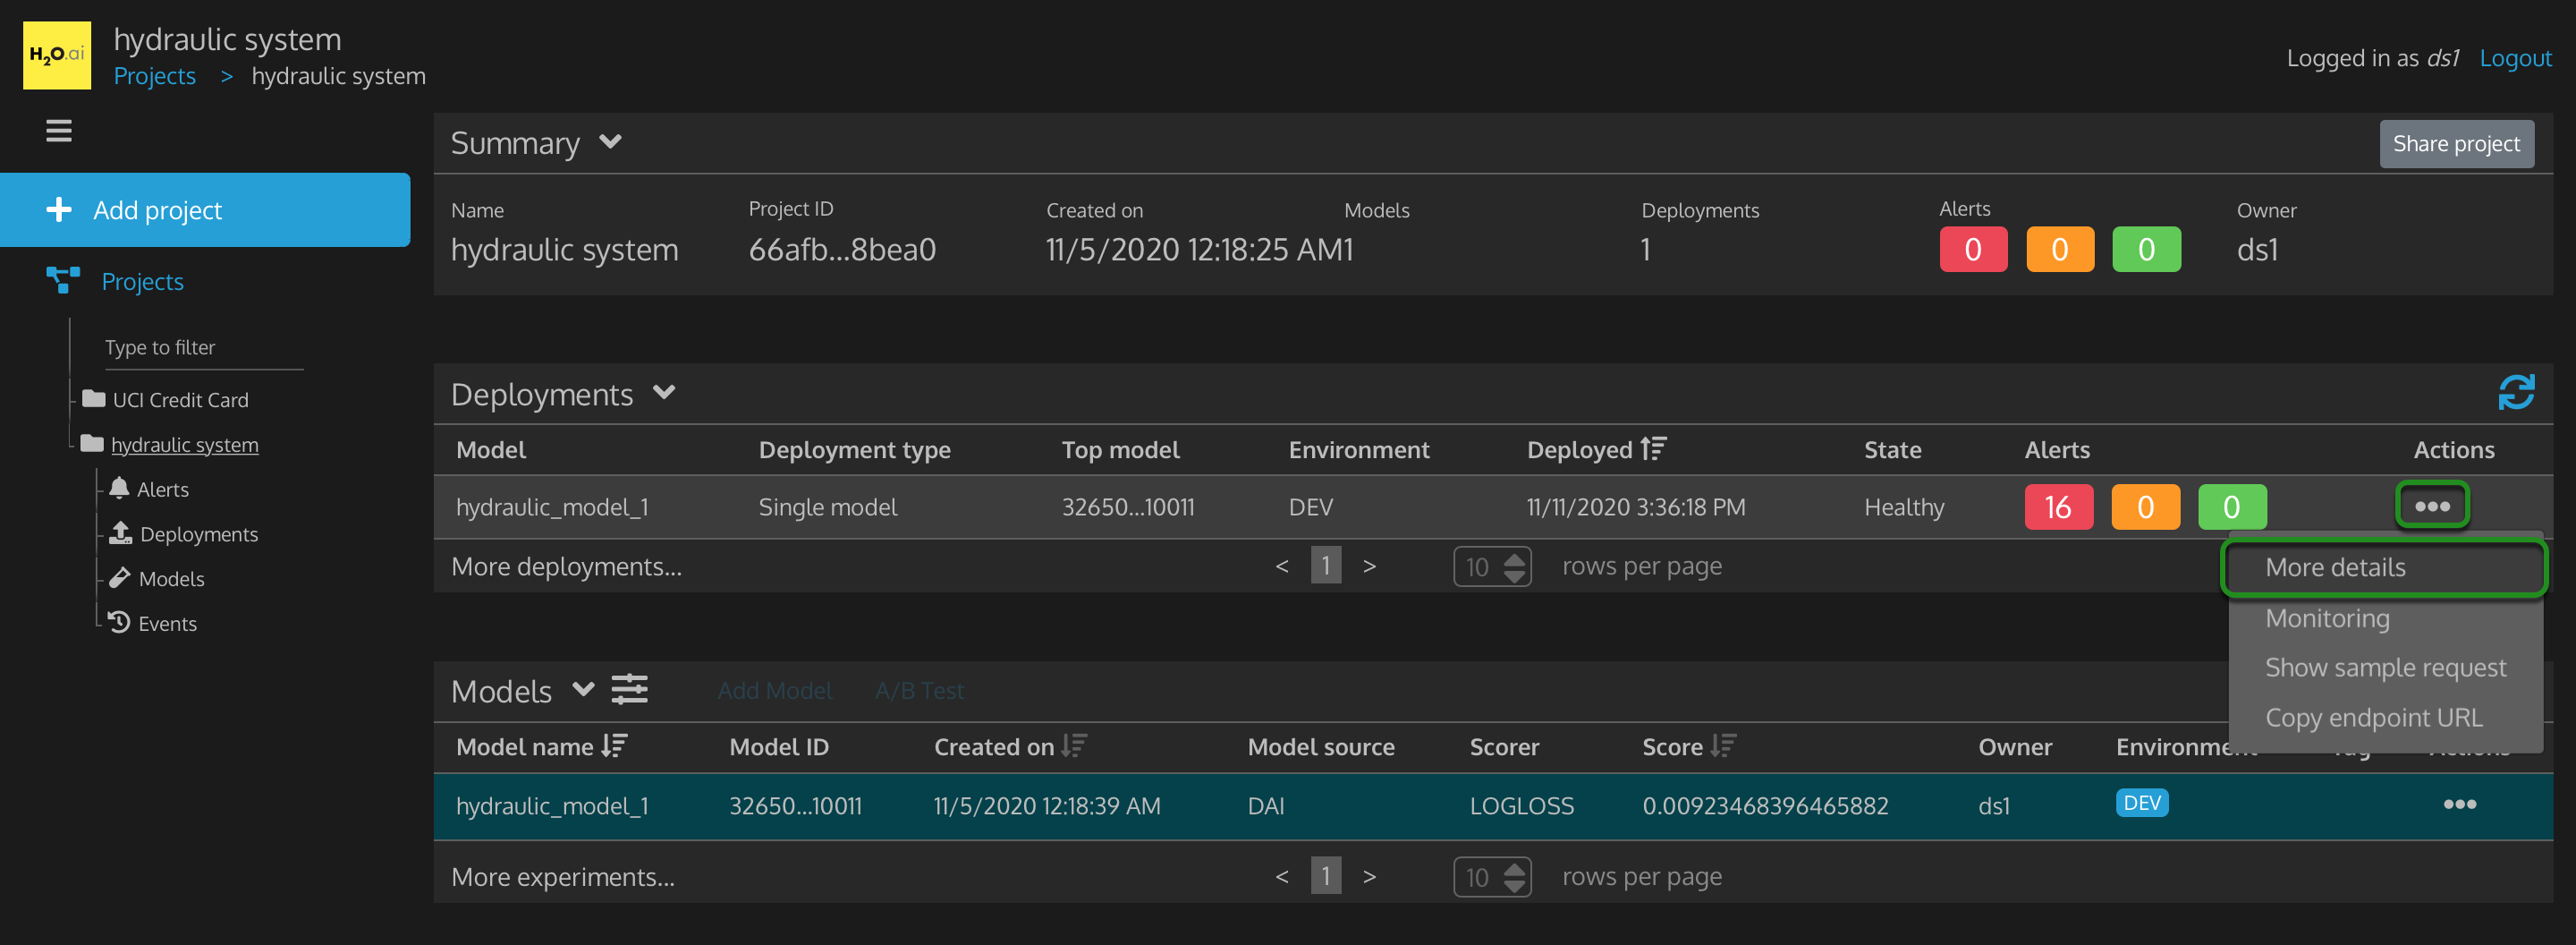 H2O.ai
hydraulic system
Projects > hydraulic system
Logged in as ds1 Logout
Add project
Projects
Type to filter
UCI Credit Card
hydraulic system
Alerts
Deployments
Models
Events
Summary
Share project
Name Project ID Created on Models Deployments Alerts Owner
hydraulic system 66afb...8bea0 11/5/2020 12:18:25 AM1 1 0 0 0 ds1
Deployments
Model Deployment type Top model Environment Deployed State Alerts Actions
hydraulic_model_1 Single model 32650...10011 DEV 11/11/2020 3:36:18 PM Healthy 16 0 0 •••
More deployments... < 1 > 10 rows per page
More details
Monitoring
Show sample request
Copy endpoint URL
Models Add Model A/B Test
Model name Model ID Created on Model source Scorer Score Owner Environment
hydraulic_model_1 32650...10011 11/5/2020 12:18:39 AM DAI LOGLOSS 0.00923468396465882 ds1 DEV •••
More experiments... < 1 > 10 rows per page